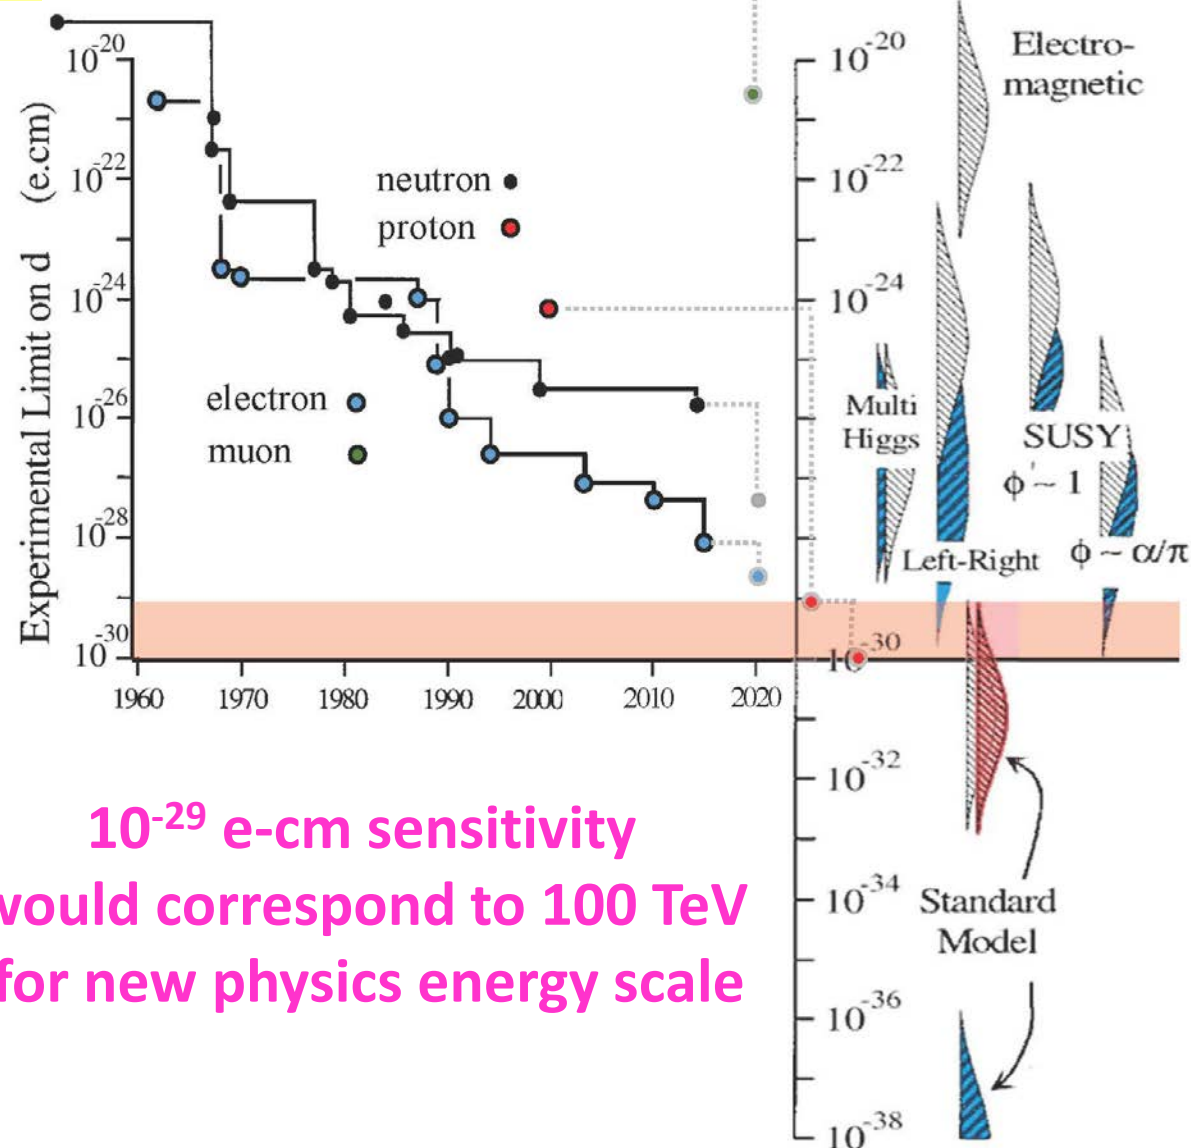 Experimental Limit on d (e.cm)
10⁻²⁰
10⁻²²
10⁻²⁴
10⁻²⁶
10⁻²⁸
10⁻³⁰
1960 1970 1980 1990 2000 2010 2020
neutron
proton
electron
muon
10⁻²⁰
10⁻²²
10⁻²⁴
10⁻³⁰
10⁻³²
10⁻³⁴
10⁻³⁶
10⁻³⁸
Electro-
magnetic
Multi
Higgs
SUSY
ϕ ~ 1
Left-Right
ϕ ~ α/π
Standard
Model
10⁻²⁹ e-cm sensitivity
would correspond to 100 TeV
for new physics energy scale